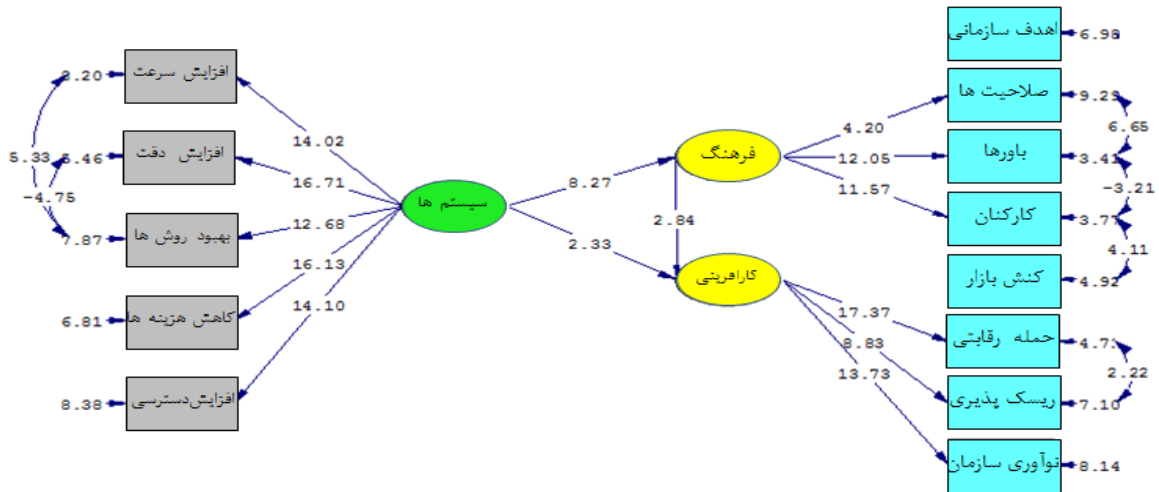 افزایش سرعت
افزایش دقت
بهبود روش ها
کاهش هزینه ها
افزایش‌دسترسی
7.87
6.81
8.38
5.33
-4.75
14.02
16.71
12.68
16.13
14.10
سیستم ها
8.27
2.33
فرهنگ
2.84
کارافرینی
4.20
12.05
11.57
17.37
8.83
13.73
اهدف سازمانی
6.98
صلاحیت ها
9.23
باورها
3.41
کارکنان
3.77
کنش بازار
4.92
حمله رقابتی
4.71
ریسک پذیری
7.10
نوآوری سازمان
8.14
6.65
-3.21
4.11
2.22